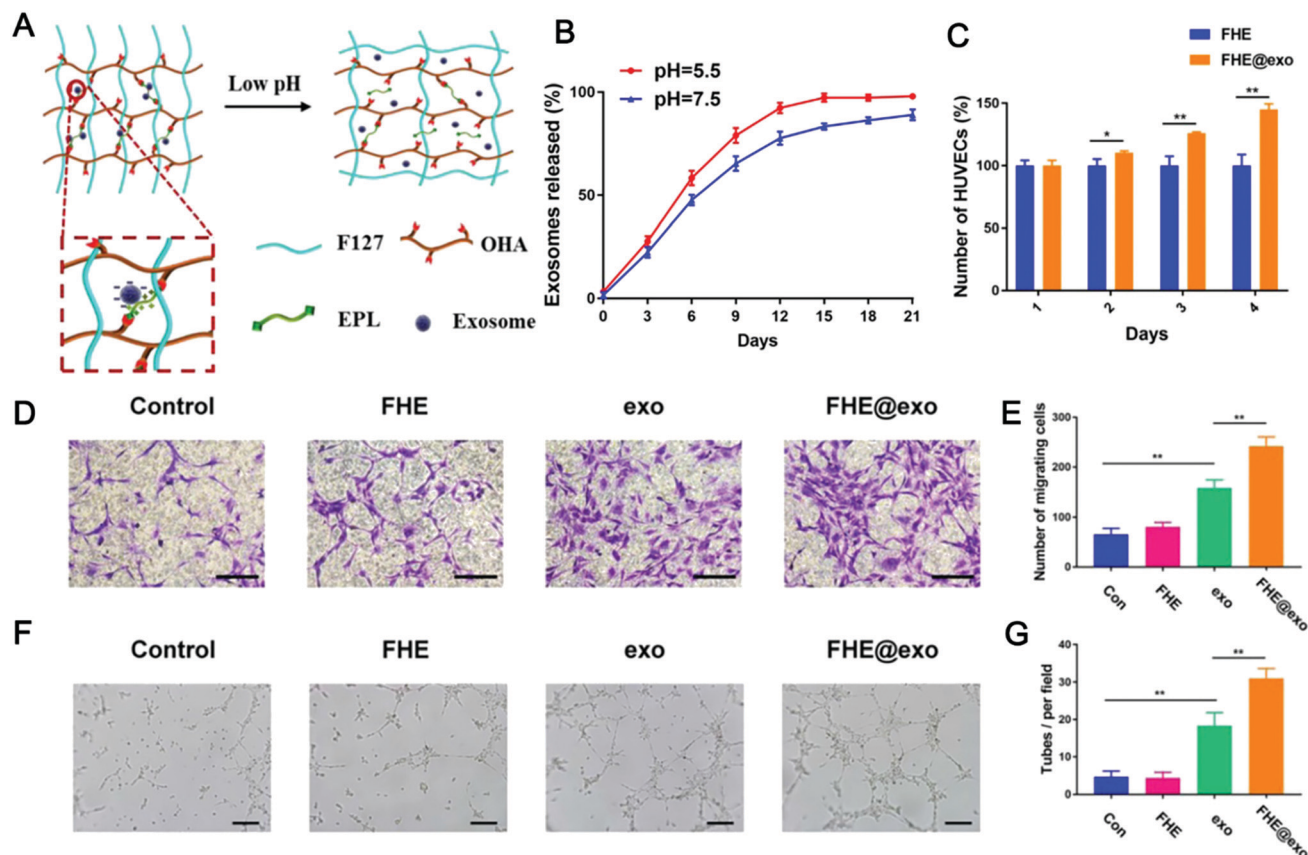 A
Low pH
F127
OHA
EPL
Exosome
B
pH=5.5
pH=7.5
Exosomes released (%)
100
50
0
0 3 6 9 12 15 18 21
Days
C
FHE
FHE@exo
Number of HUVECs (%)
150
100
50
0
*
**
**
1 2 3 4
Days
D
Control FHE exo FHE@exo
E
Number of migrating cells
300
200
100
0
**
**
Con FHE exo FHE@exo
F
Control FHE exo FHE@exo
G
Tubes / per field
40
30
20
10
0
**
**
Con FHE exo FHE@exo